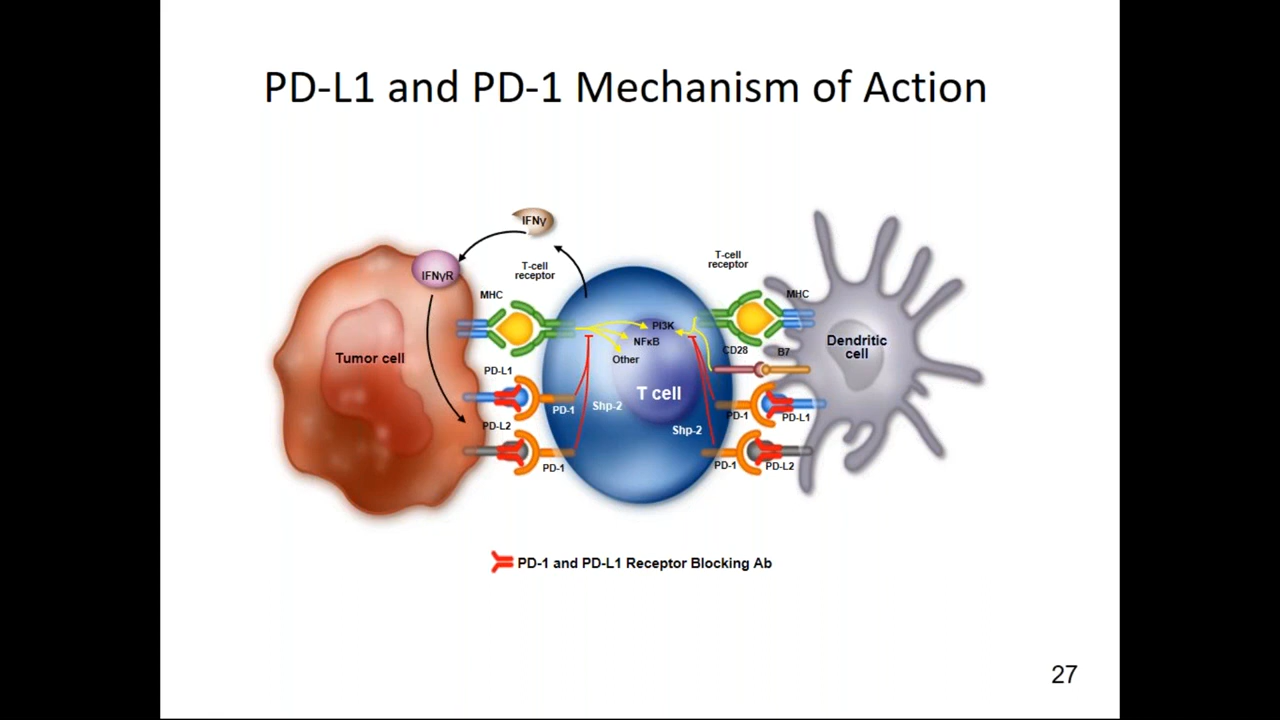 PD-L1 and PD-1 Mechanism of Action
IFNγ
IFNγR
T-cell
receptor
T-cell
receptor
MHC
MHC
PI3K
NFκB
Other
Tumor cell
T cell
Dendritic
cell
CD28
B7
PD-L1
PD-1
Shp-2
PD-1
PD-L1
PD-L2
Shp-2
PD-1
PD-1
PD-L2
PD-1 and PD-L1 Receptor Blocking Ab
27